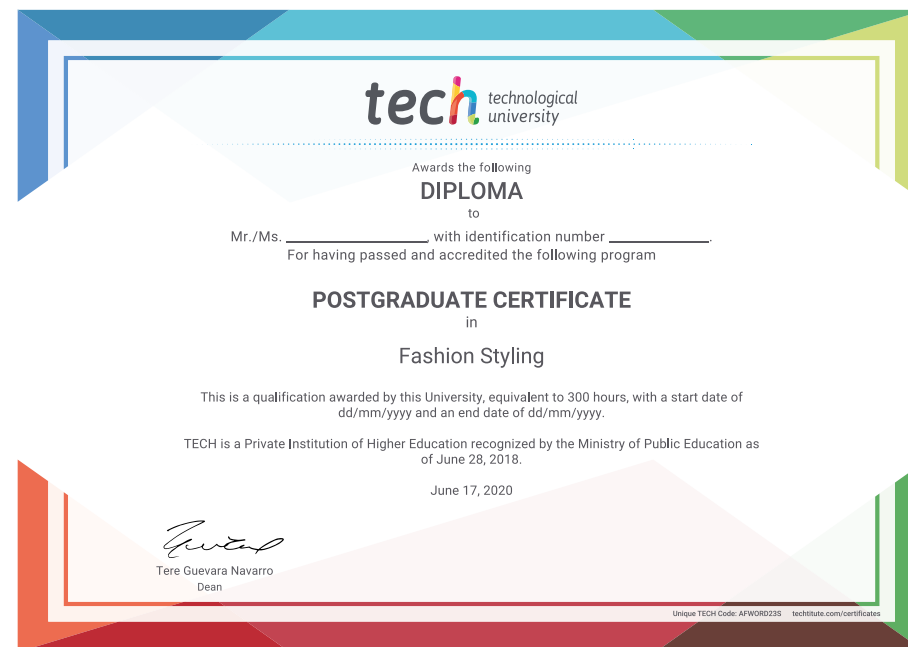 tech technological
university
Awards the following
DIPLOMA
to
Mr./Ms. ____________________, with identification number ______________.
For having passed and accredited the following program
POSTGRADUATE CERTIFICATE
in
Fashion Styling
This is a qualification awarded by this University, equivalent to 300 hours, with a start date of
dd/mm/yyyy and an end date of dd/mm/yyyy.
TECH is a Private Institution of Higher Education recognized by the Ministry of Public Education as
of June 28, 2018.
June 17, 2020
Tere Guevara Navarro
Dean
Unique TECH Code: AFWORD23S techtitute.com/certificates